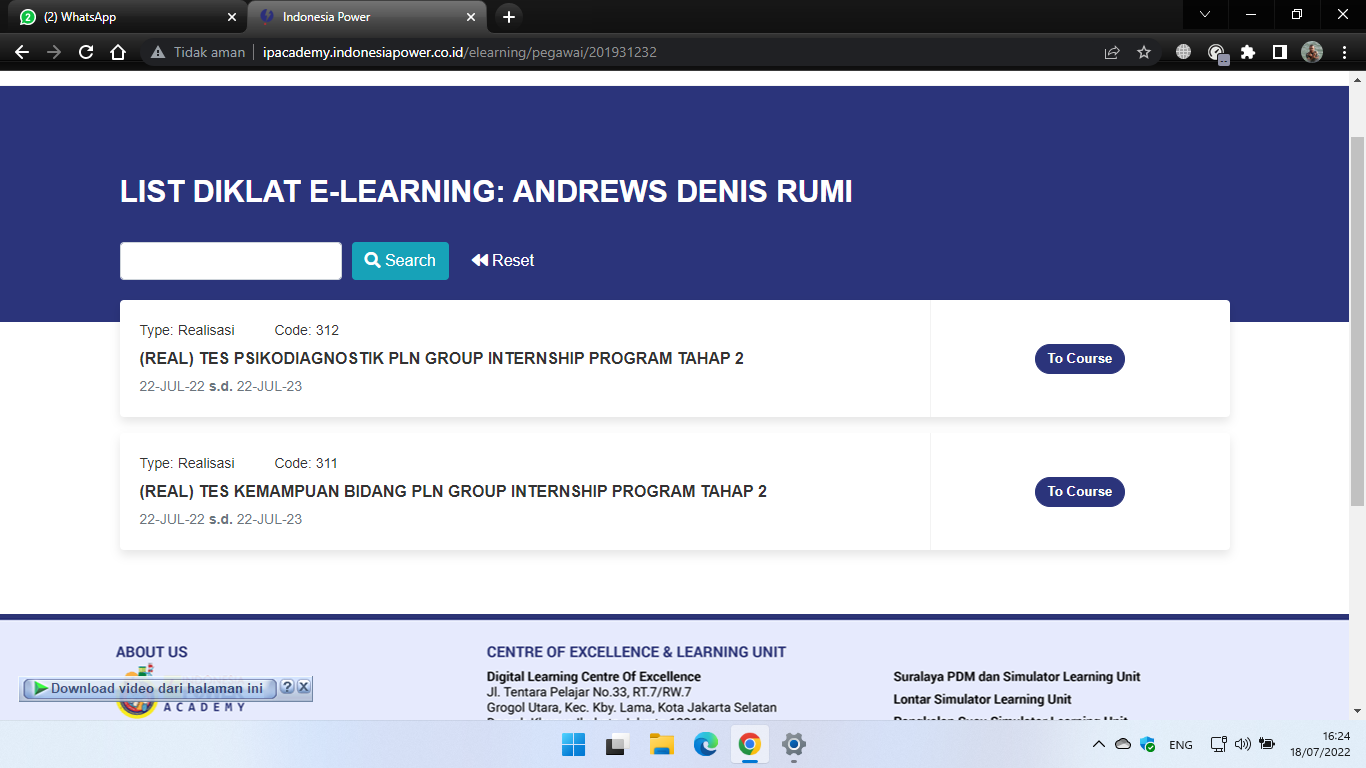 (2) WhatsApp
Indonesia Power
Tidak aman
ipacademy.indonesiapower.co.id/elearning/pegawai/201931232
LIST DIKLAT E-LEARNING: ANDREWS DENIS RUMI
Search
Reset
Type: Realisasi Code: 312
(REAL) TES PSIKODIAGNOSTIK PLN GROUP INTERNSHIP PROGRAM TAHAP 2
22-JUL-22 s.d. 22-JUL-23
To Course
Type: Realisasi Code: 311
(REAL) TES KEMAMPUAN BIDANG PLN GROUP INTERNSHIP PROGRAM TAHAP 2
22-JUL-22 s.d. 22-JUL-23
To Course
ABOUT US
Download video dari halaman ini
ACADEMY
CENTRE OF EXCELLENCE & LEARNING UNIT
Digital Learning Centre Of Excellence
Jl. Tentara Pelajar No.33, RT.7/RW.7
Grogol Utara, Kec. Kby. Lama, Kota Jakarta Selatan
Suralaya PDM dan Simulator Learning Unit
Lontar Simulator Learning Unit
ENG
16:24
18/07/2022